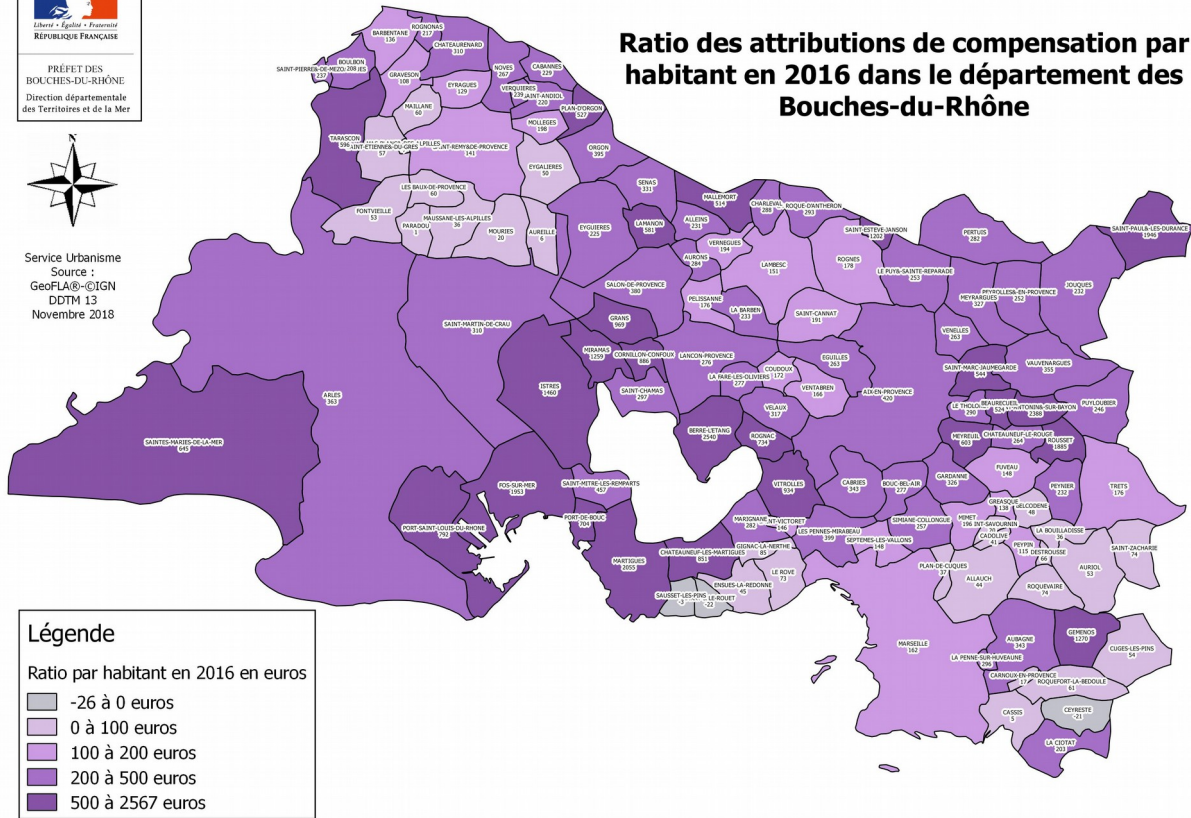 Liberté • Égalité • Fraternité
RÉPUBLIQUE FRANÇAISE
PRÉFET DES
BOUCHES-DU-RHÔNE
Direction départementale
des Territoires et de la Mer
Ratio des attributions de compensation par
habitant en 2016 dans le département des
Bouches-du-Rhône
N
Service Urbanisme
Source :
GeoFLA®-©IGN
DDTM 13
Novembre 2018
BARBENTANE
136
ROGNONAS
217
CHATEAURENARD
310
BOULBON
208
237
GRAVESON
108
EYRAGUES
129
NOVES
267
CABANNES
229
VERQUIERES
239
SAINT-ANDIOL
220
PLAN-D'ORGON
527
MAILLANE
60
MOLLEGES
198
TARASCON
596
57
141
ORGON
395
EYGALIERES
50
LES BAUX-DE-PROVENCE
60
FONTVIEILLE
53
PARADOU
1
MAUSSANE-LES-ALPILLES
36
MOURIES
20
AUREILLE
6
EYGUIERES
225
SENAS
331
LAMANON
581
MALLEMORT
514
ALLEINS
231
CHARLEVAL
288
ROQUE-D'ANTHERON
293
VERNEGUES
194
AURONS
284
SAINT-ESTEVE-JANSON
1202
PERTUIS
282
SAINT-PAUL-LES-DURANCE
1946
LAMBESC
151
ROGNES
178
LE PUY-SAINTE-REPARADE
253
MEYRARGUES
327
PEYROLLES-EN-PROVENCE
252
JOUQUES
232
SALON-DE-PROVENCE
380
PELISSANNE
176
LA BARBEN
233
SAINT-CANNAT
191
SAINT-MARTIN-DE-CRAU
310
GRANS
969
VENELLES
263
MIRAMAS
1259
CORNILLON-CONFOUX
886
LANCON-PROVENCE
276
COUDOUX
172
EGUILLES
263
SAINT-MARC-JAUMEGARDE
544
VAUVENARGUES
355
ISTRES
1460
SAINT-CHAMAS
297
LA FARE-LES-OLIVIERS
277
VENTABREN
166
AIX-EN-PROVENCE
420
ARLES
363
VELAUX
317
290
BEAURECUEIL
524
2388
PUYLOUBIER
246
SAINTES-MARIES-DE-LA-MER
645
BERRE-L'ETANG
2540
ROGNAC
734
MEYREUIL
603
CHATEAUNEUF-LE-ROUGE
264
ROUSSET
1885
FOS-SUR-MER
1953
SAINT-MITRE-LES-REMPARTS
457
VITROLLES
934
CABRIES
343
BOUC-BEL-AIR
277
GARDANNE
326
FUVEAU
148
PEYNIER
232
TRETS
176
PORT-SAINT-LOUIS-DU-RHONE
792
PORT-DE-BOUC
704
MARIGNANE
282
146
LES PENNES-MIRABEAU
399
SIMIANE-COLLONGUE
257
MIMET
196
GREASQUE
138
48
CADOLIVE
41
LA BOUILLADISSE
36
PEYPIN
115
DESTROUSSE
66
SAINT-ZACHARIE
74
MARTIGUES
2055
CHATEAUNEUF-LES-MARTIGUES
851
GIGNAC-LA-NERTHE
85
SEPTEMES-LES-VALLONS
148
PLAN-DE-CUQUES
37
ALLAUCH
44
AURIOL
53
ROQUEVAIRE
74
LE ROVE
73
ENSUES-LA-REDONNE
45
SAUSSET-LES-PINS
-3
-22
MARSEILLE
162
AUBAGNE
343
GEMENOS
1270
CUGES-LES-PINS
54
LA PENNE-SUR-HUVEAUNE
296
CARNOUX-EN-PROVENCE
17
ROQUEFORT-LA-BEDOULE
61
CASSIS
5
CEYRESTE
-21
LA CIOTAT
203
Légende
Ratio par habitant en 2016 en euros
-26 à 0 euros
0 à 100 euros
100 à 200 euros
200 à 500 euros
500 à 2567 euros